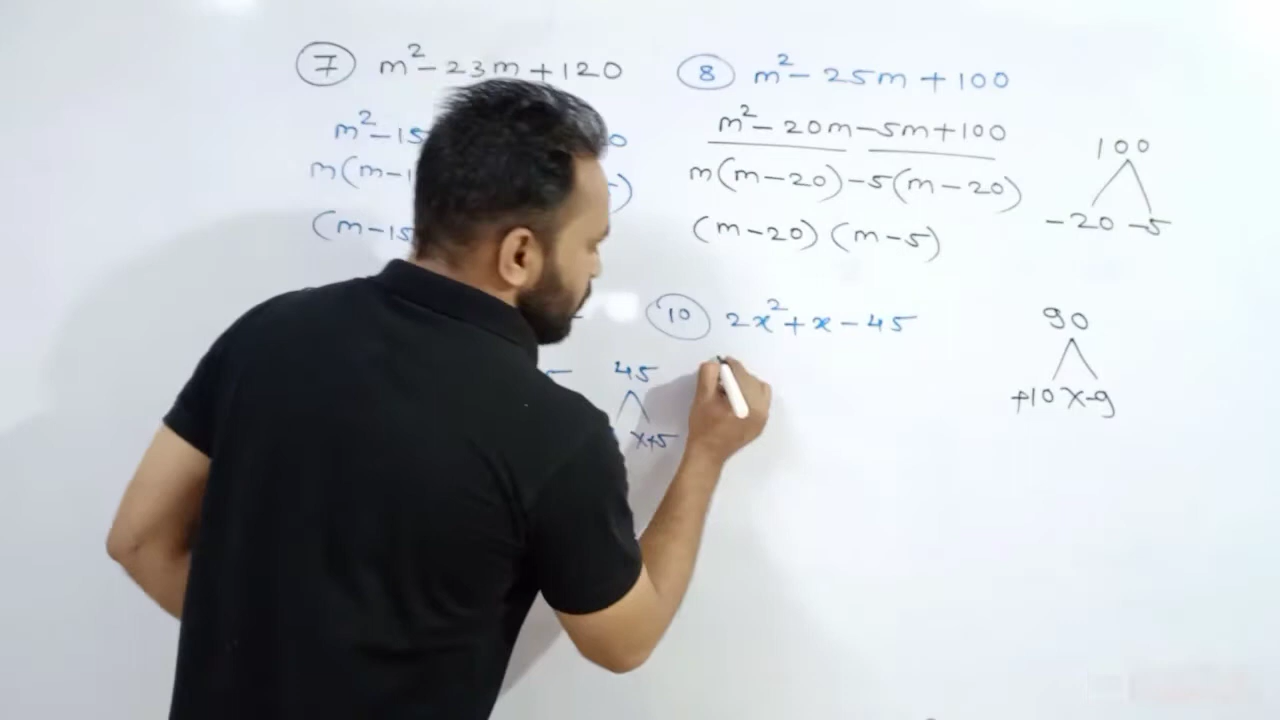 7 m² - 23m + 120
m² - 15
m(m - 1
(m - 15
8 m² - 25m + 100
m² - 20m - 5m + 100
m(m - 20) - 5(m - 20)
(m - 20) (m - 5)
100
-20 -5
10 2x² + x - 45
45
x+5
90
+10 x -9